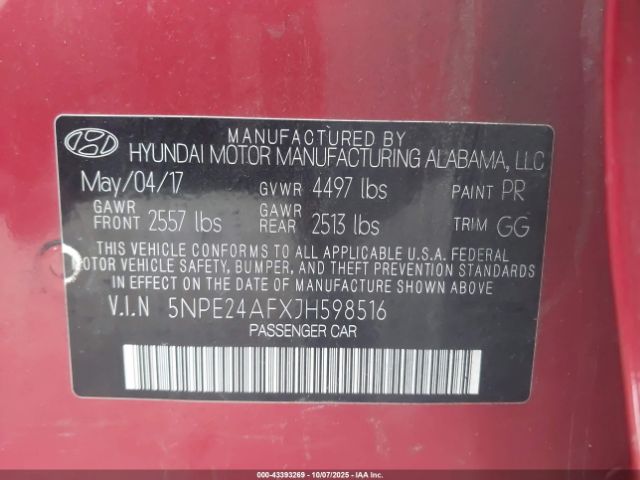 MANUFACTURED BY
HYUNDAI MOTOR MANUFACTURING ALABAMA, LLC
May/04/17 GVWR 4497 lbs PAINT PR
GAWR FRONT 2557 lbs GAWR REAR 2513 lbs TRIM GG
THIS VEHICLE CONFORMS TO ALL APPLICABLE U.S.A. FEDERAL
MOTOR VEHICLE SAFETY, BUMPER, AND THEFT PREVENTION STANDARDS
IN EFFECT ON THE DATE OF MANUFACTURE SHOWN ABOVE.
V.I.N 5NPE24AFXJH598516
PASSENGER CAR
000-43393269 - 10/07/2025 - IAAI.COM